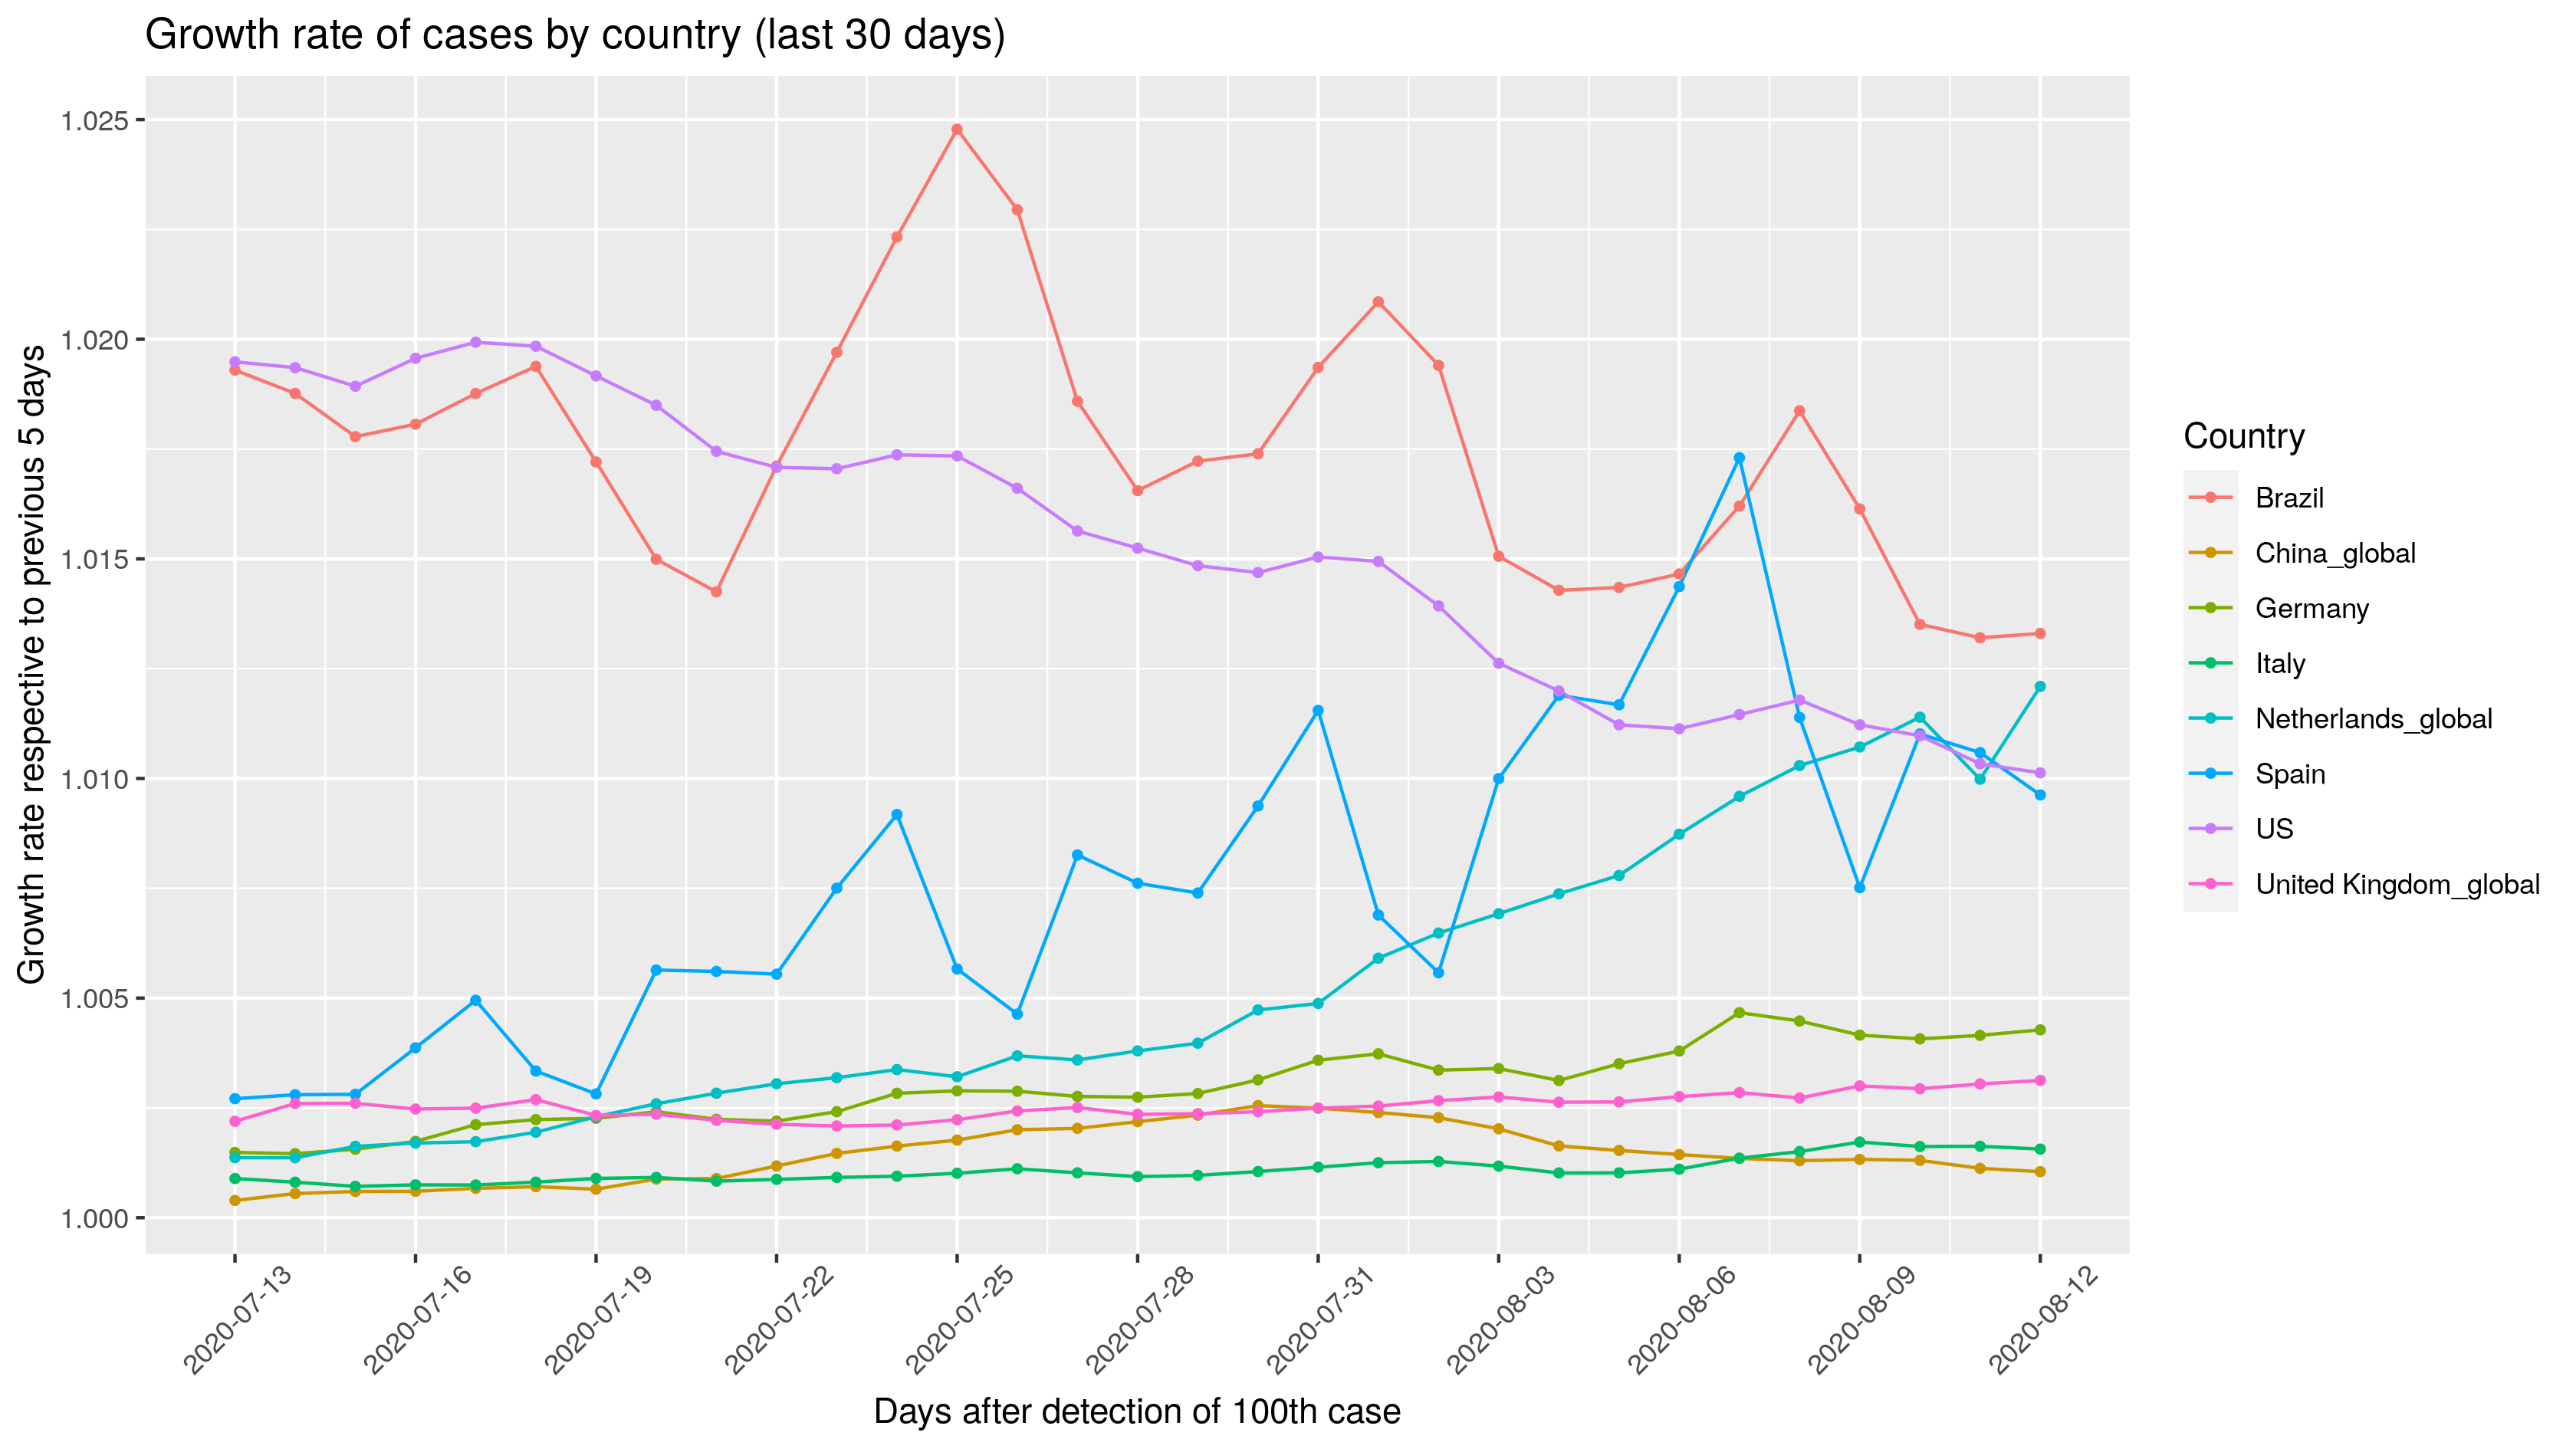 Growth rate of cases by country (last 30 days)
Growth rate respective to previous 5 days
1.025
1.020
1.015
1.010
1.005
1.000
2020-07-13
2020-07-16
2020-07-19
2020-07-22
2020-07-25
2020-07-28
2020-07-31
2020-08-03
2020-08-06
2020-08-09
2020-08-12
Days after detection of 100th case
Country
Brazil
China_global
Germany
Italy
Netherlands_global
Spain
US
United Kingdom_global